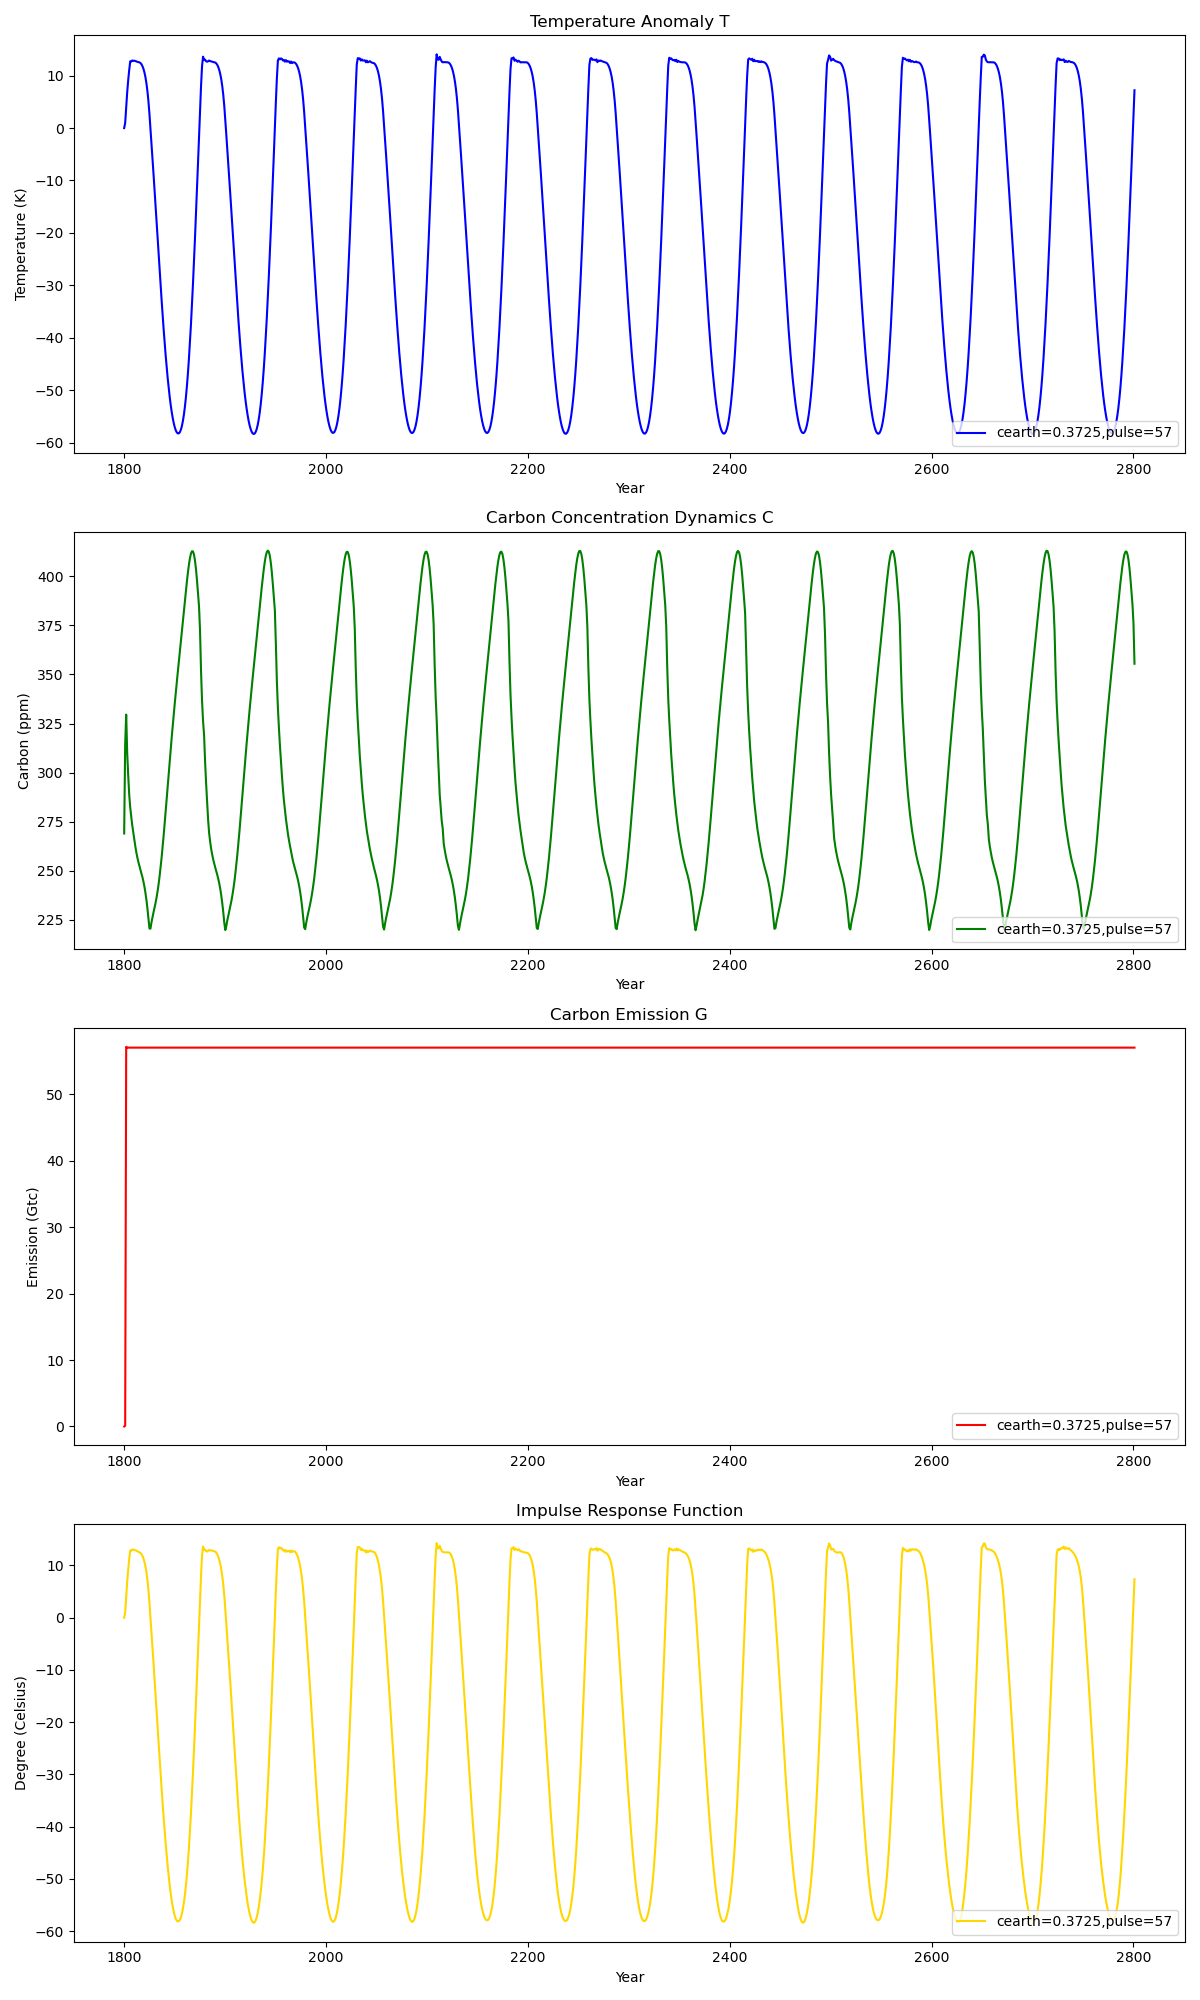 Temperature Anomaly T
Temperature (K)
10
0
−10
−20
−30
−40
−50
−60
cearth=0.3725,pulse=57
1800 2000 2200 2400 2600 2800
Year
Carbon Concentration Dynamics C
Carbon (ppm)
400
375
350
325
300
275
250
225
cearth=0.3725,pulse=57
1800 2000 2200 2400 2600 2800
Year
Carbon Emission G
Emission (Gtc)
50
40
30
20
10
0
cearth=0.3725,pulse=57
1800 2000 2200 2400 2600 2800
Year
Impulse Response Function
Degree (Celsius)
10
0
−10
−20
−30
−40
−50
−60
cearth=0.3725,pulse=57
1800 2000 2200 2400 2600 2800
Year